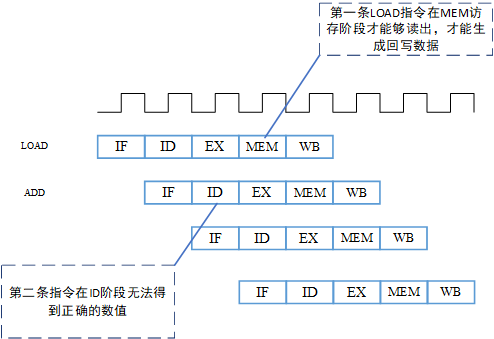 第一条LOAD指令在MEM访
存阶段才能够读出，才能生
成回写数据
LOAD IF ID EX MEM WB
ADD IF ID EX MEM WB
IF ID EX MEM WB
第二条指令在ID阶段无法得
到正确的数值
IF ID EX MEM WB